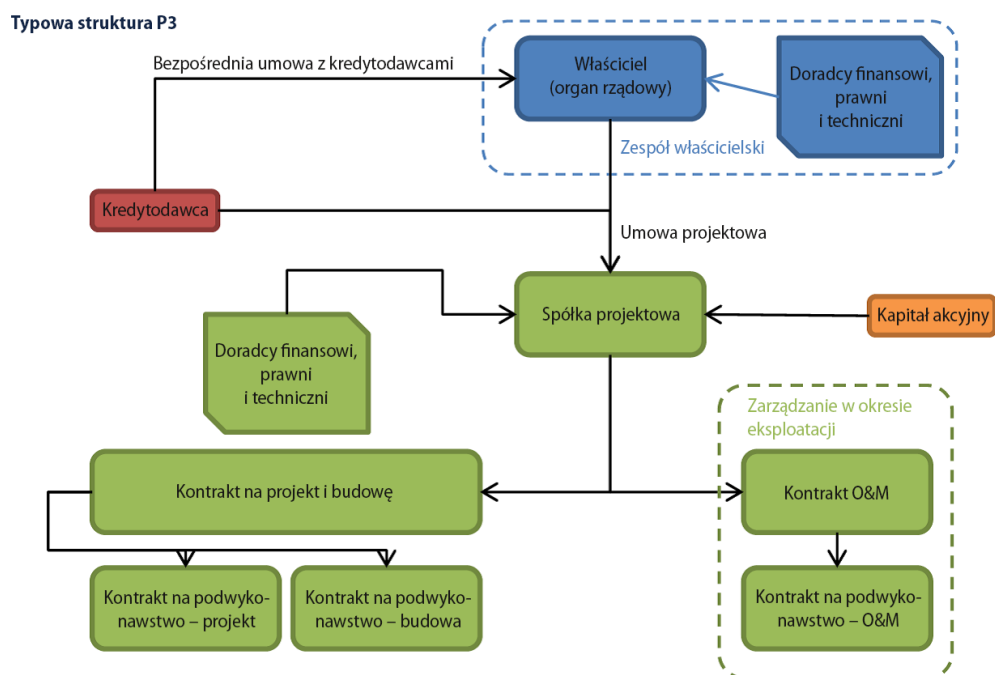 Typowa struktura P3
Bezpośrednia umowa z kredytodawcami
Właściciel
(organ rządowy)
Doradcy finansowi,
prawni
i techniczni
Zespół właścicielski
Kredytodawca
Umowa projektowa
Spółka projektowa
Kapitał akcyjny
Doradcy finansowi,
prawni
i techniczni
Zarządzanie w okresie
eksploatacji
Kontrakt na projekt i budowę
Kontrakt O&M
Kontrakt na podwyko-
nawstwo – projekt
Kontrakt na podwyko-
nawstwo – budowa
Kontrakt na podwyko-
nawstwo – O&M